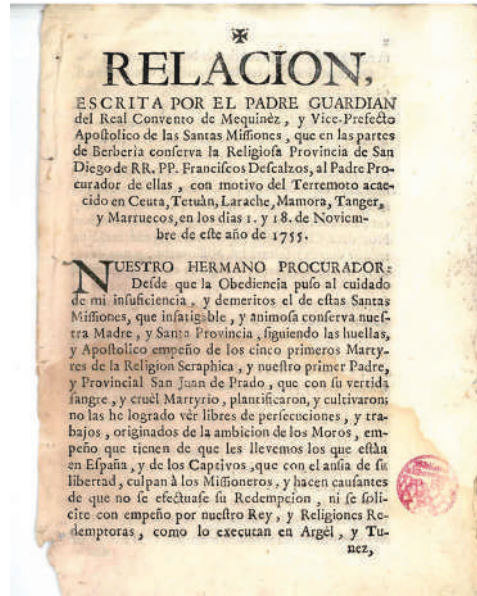 RELACION,
ESCRITA POR EL PADRE GUARDIAN
del Real Convento de Mequinèz, y Vice-Prefecto
Apoſtolico de las Santas Miſſiones, que en las partes
de Berberia conſerva la Religioſa Provincia de San
Diego de RR. PP. Franciſcos Deſcalzos, al Padre Pro-
curador de ellas, con motivo del Terremoto acae-
cido en Ceuta, Tetuàn, Larache, Mamora, Tanger,
y Marruecos, en los dias 1. y 18. de Noviem-
bre de eſte año de 1755.
NUESTRO HERMANO PROCURADOR:
Deſde que la Obediencia puſo al cuidado
de mi inſuficiencia, y demeritos el de eſtas Santas
Miſſiones, que infatigable, y animoſa conſerva nueſ-
tra Madre, y Santa Provincia, ſiguiendo las huellas,
y Apoſtolico empeño de los cinco primeros Marty-
res de la Religion Seraphica, y nueſtro primer Padre,
y Provincial San Juan de Prado, que con ſu vertida
ſangre, y cruèl Martyrio, plantificaron, y cultivaron;
no las he logrado vèr libres de perſecuciones, y tra-
bajos, originados de la ambicion de los Moros, em-
peño que tienen de que les llevemos los que eſtàn
en Eſpaña, y de los Captivos, que con el anſia de ſu
libertad, culpan à los Miſſioneros, y hacen cauſantes
de que no ſe efectuaſe ſu Redempcion, ni ſe ſoli-
cite con empeño por nueſtro Rey, y Religiones Re-
demptoras, como lo executan en Argèl, y Tu-
nez,